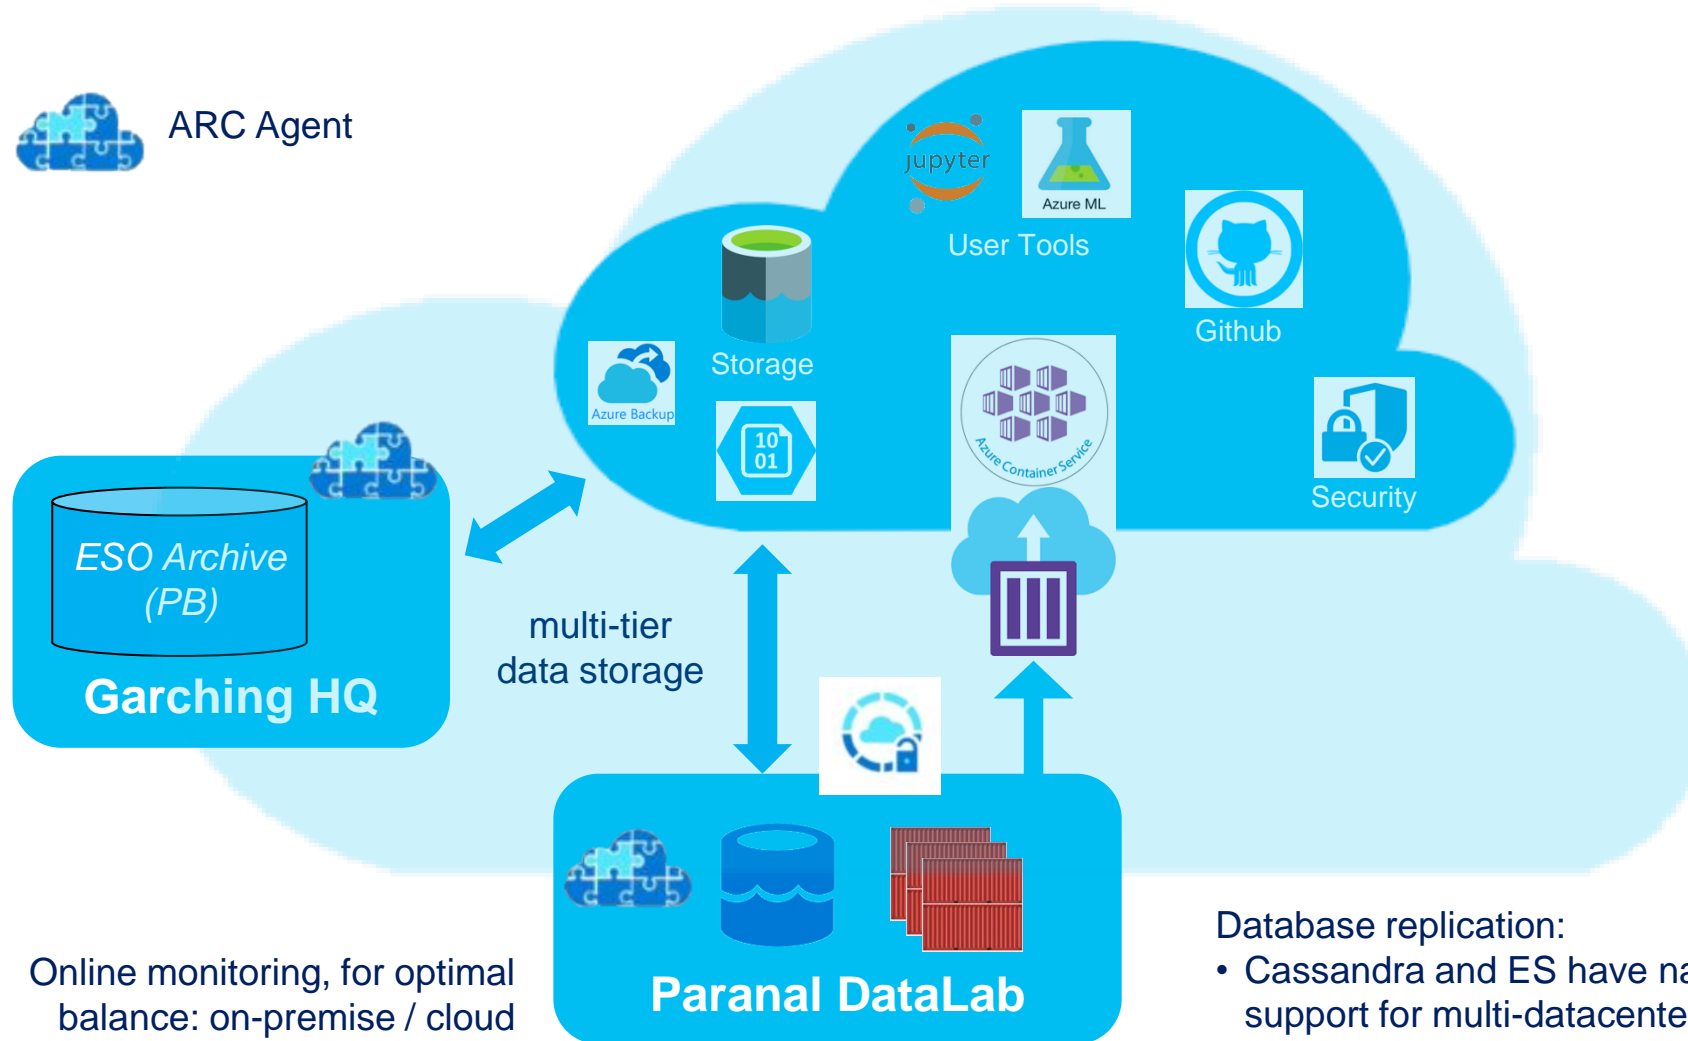 ARC Agent
jupyter
Azure ML
User Tools
Github
Storage
Azure Backup
10
01
Azure Container Service
Security
ESO Archive
(PB)
Garching HQ
multi-tier
data storage
Paranal DataLab
Online monitoring, for optimal
balance: on-premise / cloud
Database replication:
• Cassandra and ES have na
support for multi-datacente